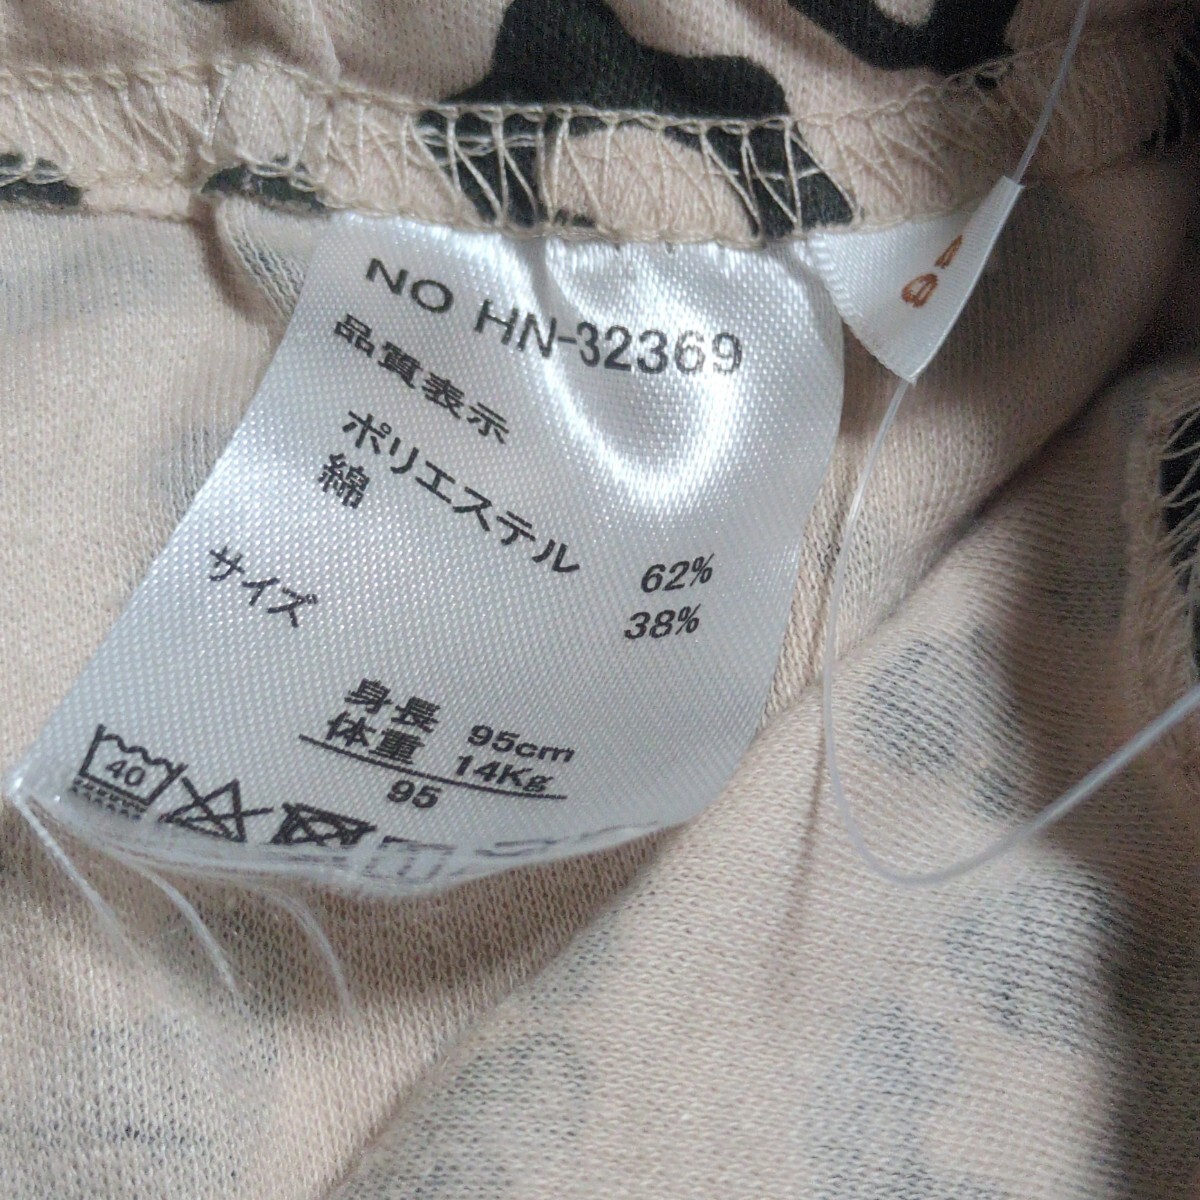 NO HN-32369
品質表示
ポリエステル 62%
綿 38%
サイズ
身長 95cm
体重 14Kg
95
40